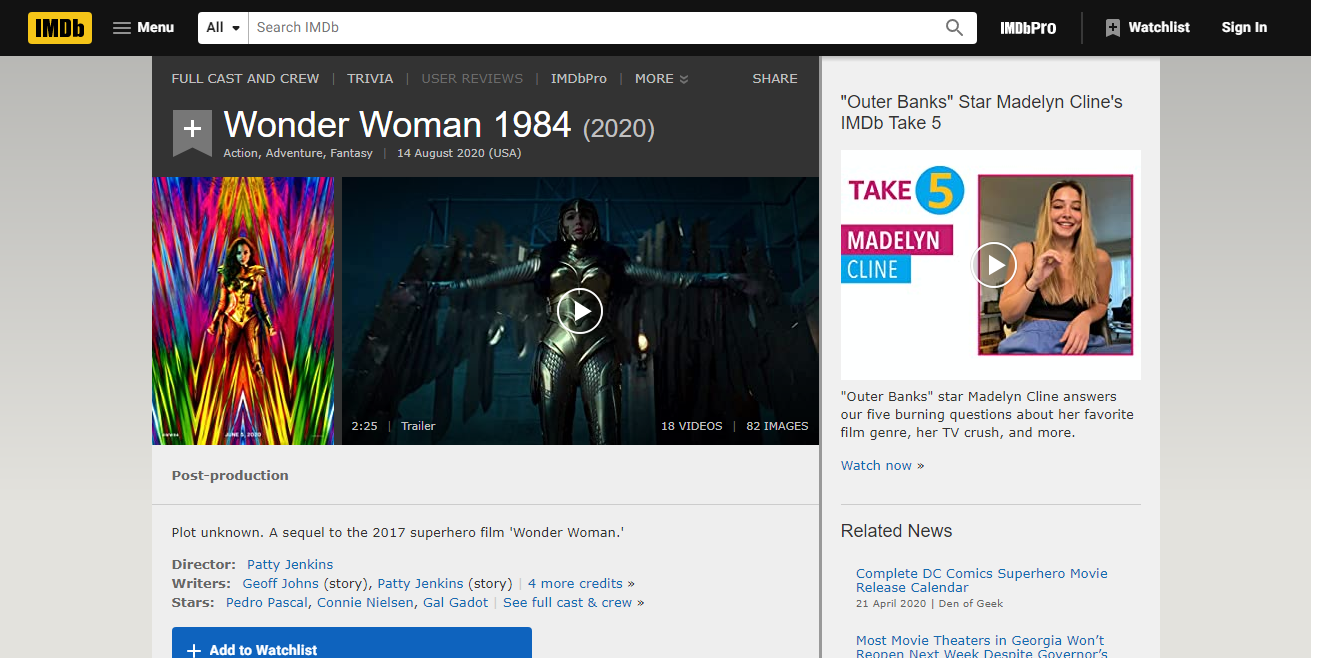 IMDb
Menu
All
Search IMDb
IMDbPro
Watchlist
Sign In
FULL CAST AND CREW | TRIVIA | USER REVIEWS | IMDbPro | MORE
SHARE
+ Wonder Woman 1984 (2020)
Action, Adventure, Fantasy | 14 August 2020 (USA)
JUNE 5, 2020
2:25 | Trailer
18 VIDEOS | 82 IMAGES
Post-production
Plot unknown. A sequel to the 2017 superhero film 'Wonder Woman.'
Director: Patty Jenkins
Writers: Geoff Johns (story), Patty Jenkins (story) | 4 more credits »
Stars: Pedro Pascal, Connie Nielsen, Gal Gadot | See full cast & crew »
+ Add to Watchlist
"Outer Banks" Star Madelyn Cline's
IMDb Take 5
TAKE 5
MADELYN
CLINE
"Outer Banks" star Madelyn Cline answers
our five burning questions about her favorite
film genre, her TV crush, and more.
Watch now »
Related News
Complete DC Comics Superhero Movie
Release Calendar
21 April 2020 | Den of Geek
Most Movie Theaters in Georgia Won’t
Reopen Next Week Despite Governor’s